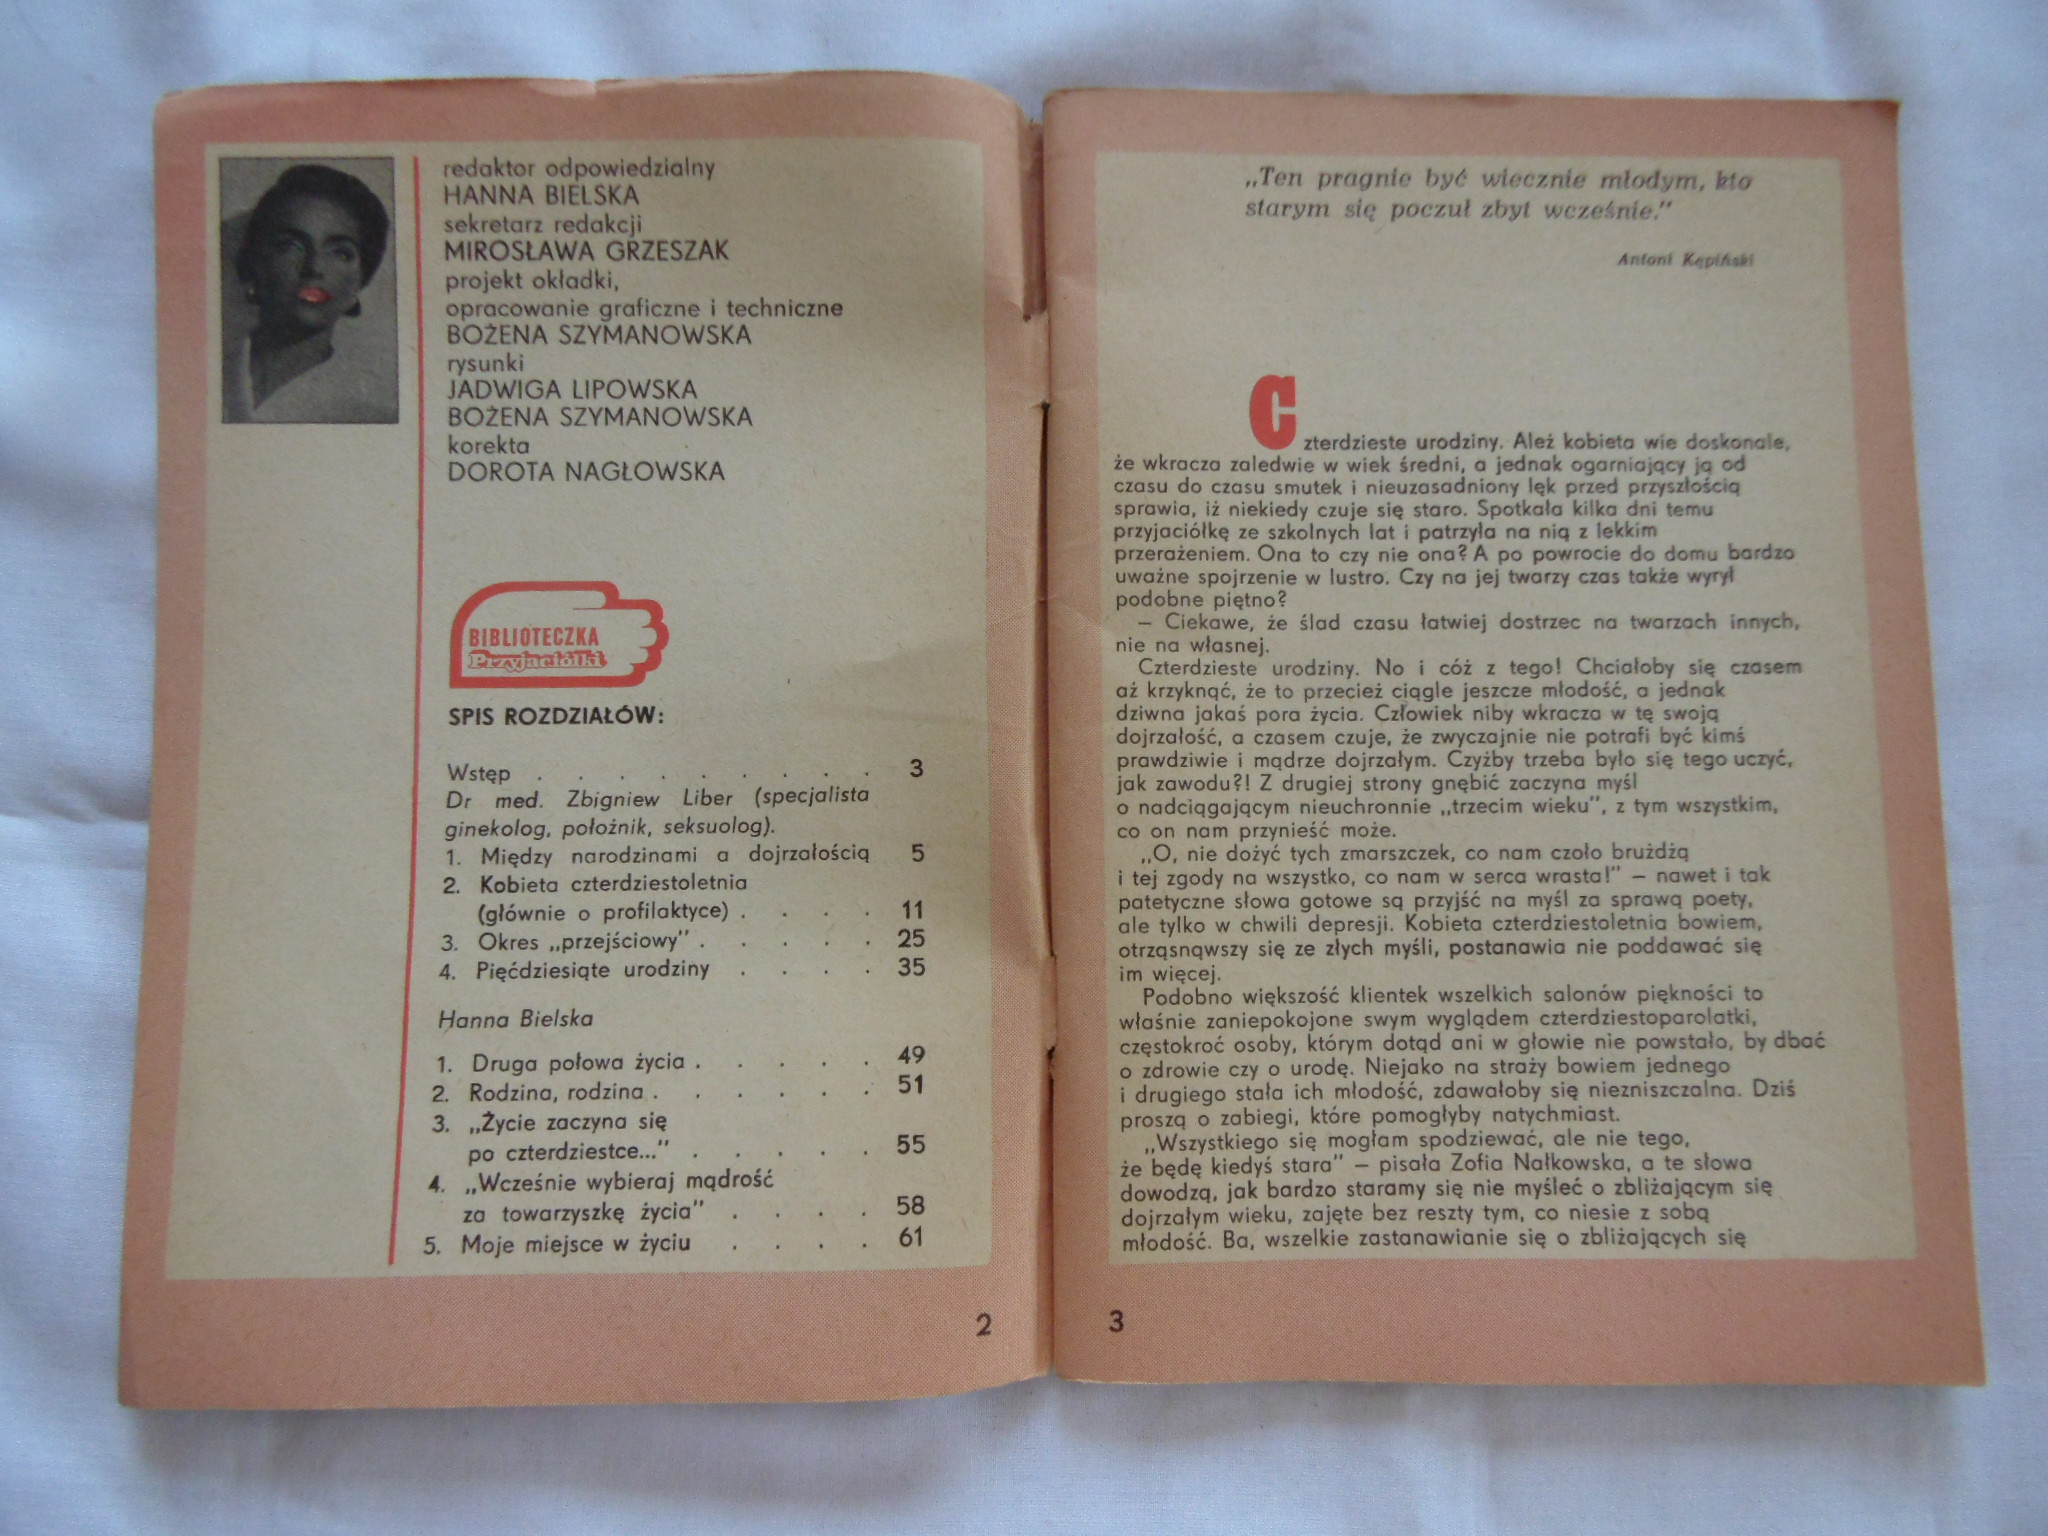 redaktor odpowiedzialny
HANNA BIELSKA
sekretarz redakcji
MIROSŁAWA GRZESZAK
projekt okładki,
opracowanie graficzne i techniczne
BOŻENA SZYMANOWSKA
rysunki
JADWIGA LIPOWSKA
BOŻENA SZYMANOWSKA
korekta
DOROTA NAGŁOWSKA
BIBLIOTECZKA
Przyjaciółki
SPIS ROZDZIAŁÓW:
Wstęp . . . . . . . . . 3
Dr med. Zbigniew Liber (specjalista
ginekolog, położnik, seksuolog).
1. Między narodzinami a dojrzałością 5
2. Kobieta czterdziestoletnia
(głównie o profilaktyce) . . . . 11
3. Okres „przejściowy" . . . . . 25
4. Pięćdziesiąte urodziny . . . . 35
Hanna Bielska
1. Druga połowa życia . . . . . 49
2. Rodzina, rodzina . . . . . . 51
3. „Życie zaczyna się
po czterdziestce..." . . . . . 55
4. „Wcześnie wybieraj mądrość
za towarzyszkę życia" . . . . 58
5. Moje miejsce w życiu . . . . 61
2
„Ten pragnie być wiecznie młodym, kto
starym się poczuł zbyt wcześnie."
Antoni Kępiński
Czterdzieste urodziny. Ależ kobieta wie doskonale,
że wkracza zaledwie w wiek średni, a jednak ogarniający ją od
czasu do czasu smutek i nieuzasadniony lęk przed przyszłością
sprawia, iż niekiedy czuje się staro. Spotkała kilka dni temu
przyjaciółkę ze szkolnych lat i patrzyła na nią z lekkim
przerażeniem. Ona to czy nie ona? A po powrocie do domu bardzo
uważne spojrzenie w lustro. Czy na jej twarzy czas także wyrył
podobne piętno?
– Ciekawe, że ślad czasu łatwiej dostrzec na twarzach innych,
nie na własnej.
Czterdzieste urodziny. No i cóż z tego! Chciałoby się czasem
aż krzyknąć, że to przecież ciągle jeszcze młodość, a jednak
dziwna jakaś pora życia. Człowiek niby wkracza w tę swoją
dojrzałość, a czasem czuje, że zwyczajnie nie potrafi być kimś
prawdziwie i mądrze dojrzałym. Czyżby trzeba było się tego uczyć,
jak zawodu?! Z drugiej strony gnębić zaczyna myśl
o nadciągającym nieuchronnie „trzecim wieku", z tym wszystkim,
co on nam przynieść może.
„O, nie dożyć tych zmarszczek, co nam czoło brużdżą
i tej zgody na wszystko, co nam w serca wrasta!" – nawet i tak
patetyczne słowa gotowe są przyjść na myśl za sprawą poety,
ale tylko w chwili depresji. Kobieta czterdziestoletnia bowiem,
otrząsnąwszy się ze złych myśli, postanawia nie poddawać się
im więcej.
Podobno większość klientek wszelkich salonów piękności to
właśnie zaniepokojone swym wyglądem czterdziestoparolatki,
częstokroć osoby, którym dotąd ani w głowie nie powstało, by dbać
o zdrowie czy o urodę. Niejako na straży bowiem jednego
i drugiego stała ich młodość, zdawałoby się niezniszczalna. Dziś
proszą o zabiegi, które pomogłyby natychmiast.
„Wszystkiego się mogłam spodziewać, ale nie tego,
że będę kiedyś stara" – pisała Zofia Nałkowska, a te słowa
dowodzą, jak bardzo staramy się nie myśleć o zbliżającym się
dojrzałym wieku, zajęte bez reszty tym, co niesie z sobą
młodość. Ba, wszelkie zastanawianie się o zbliżających się
3